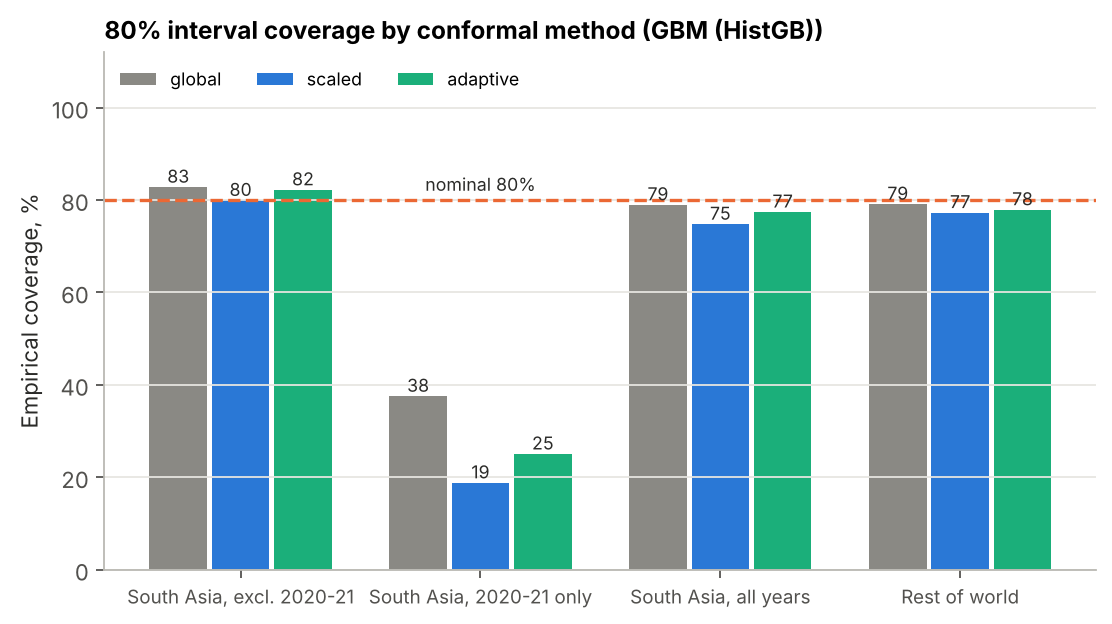 80% interval coverage by conformal method (GBM (HistGB))
global scaled adaptive
Empirical coverage, %
100
80
60
40
20
0
nominal 80%
83 80 82
38 19 25
79 75 77
79 77 78
South Asia, excl. 2020-21 South Asia, 2020-21 only South Asia, all years Rest of world